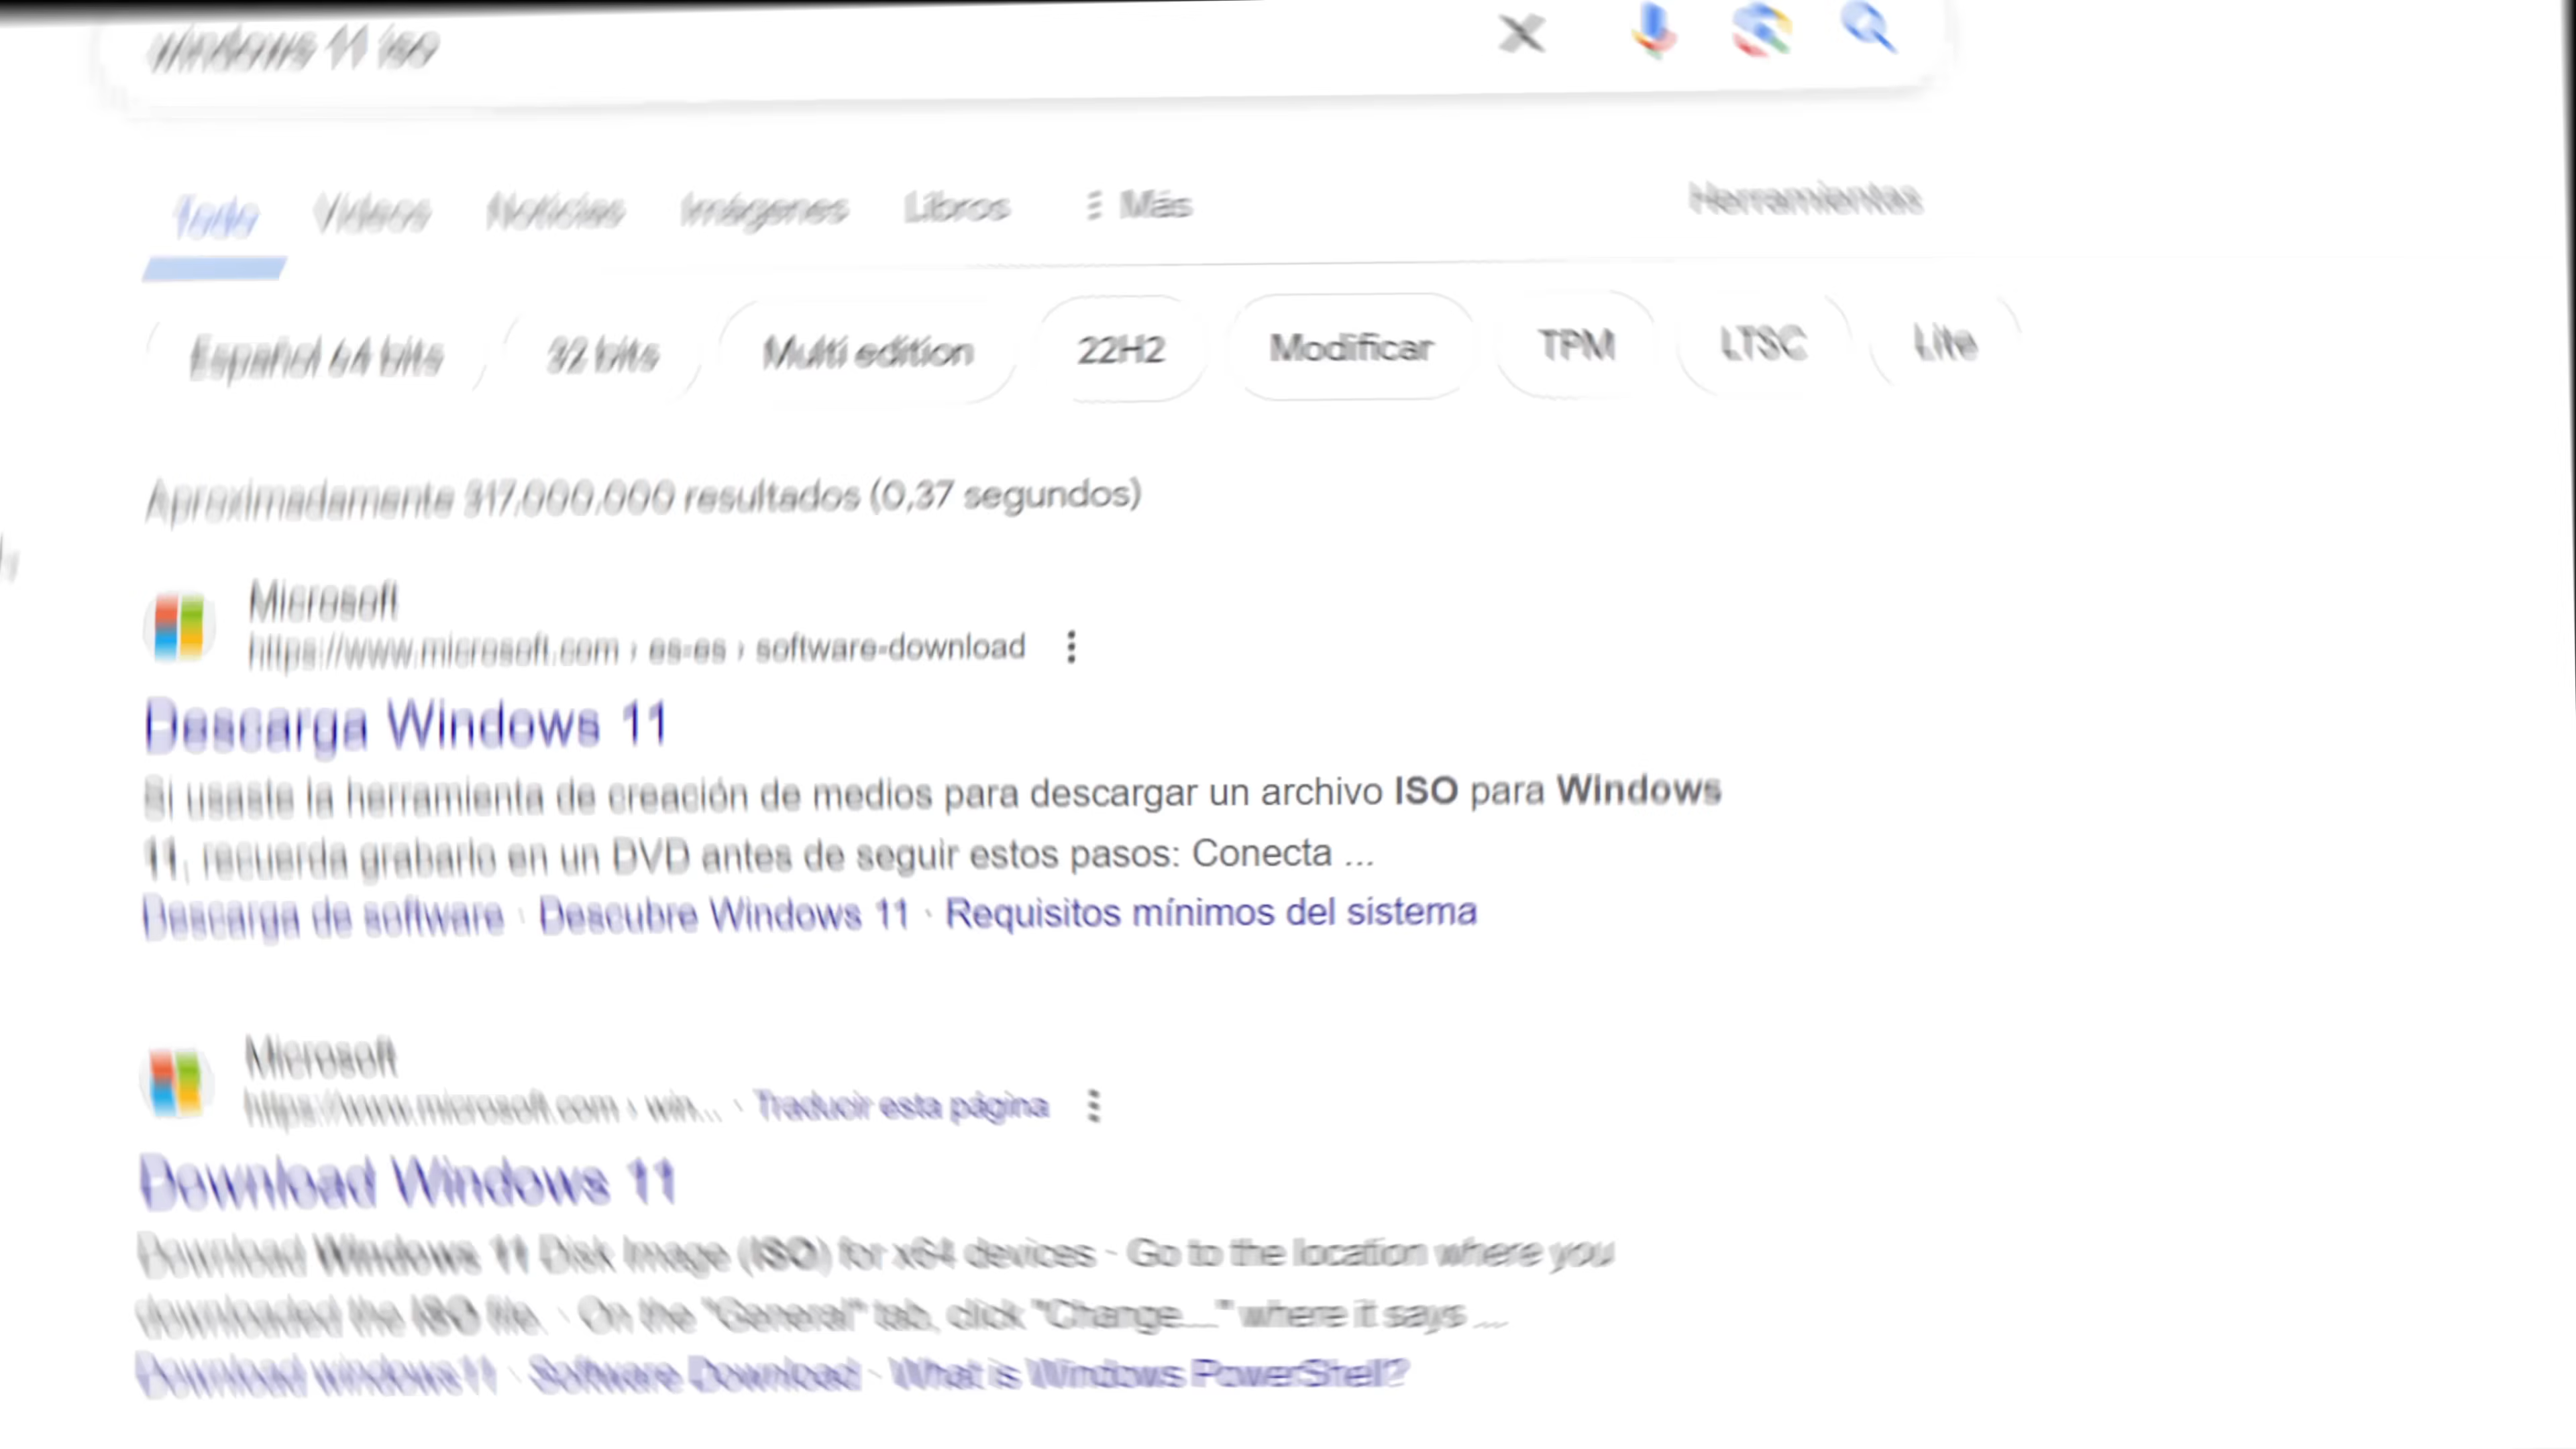 windows 11 iso
Todo Videos Noticias Imágenes Libros Más Herramientas
Español 64 bits 32 bits Multi edition 22H2 Modificar TPM LTSC Lite
Aproximadamente 317.000.000 resultados (0,37 segundos)
Microsoft
https://www.microsoft.com › es-es › software-download
Descarga Windows 11
Si usaste la herramienta de creación de medios para descargar un archivo ISO para Windows
11, recuerda grabarlo en un DVD antes de seguir estos pasos: Conecta ...
Descarga de software · Descubre Windows 11 · Requisitos mínimos del sistema
Microsoft
https://www.microsoft.com › win... · Traducir esta página
Download Windows 11
Download Windows 11 Disk Image (ISO) for x64 devices · Go to the location where you
downloaded the ISO file. · On the "General" tab, click "Change..." where it says ...
Download windows11 · Software Download · What is Windows PowerShell?